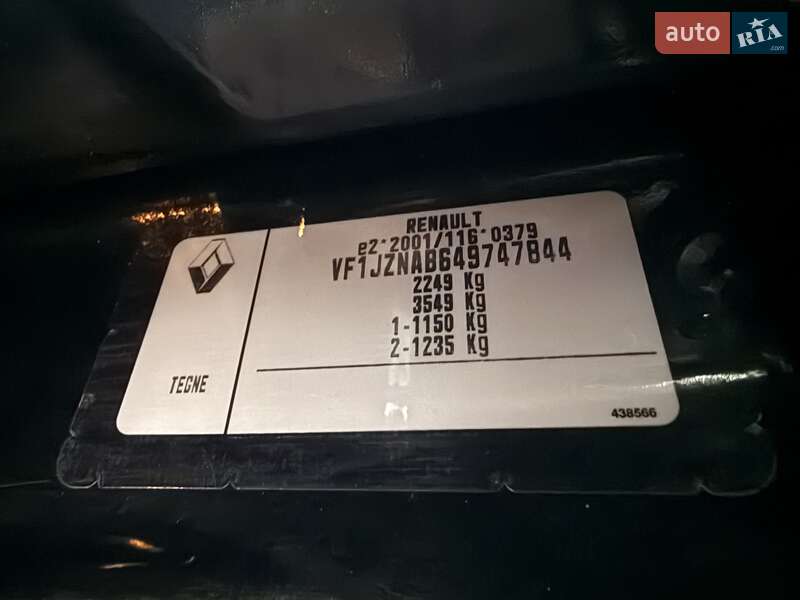 auto RIA
.com
RENAULT
e2*2001/116*0379
VF1JZNAB649747844
2249 Kg
3549 Kg
1-1150 Kg
2-1235 Kg
TEGNE
438566